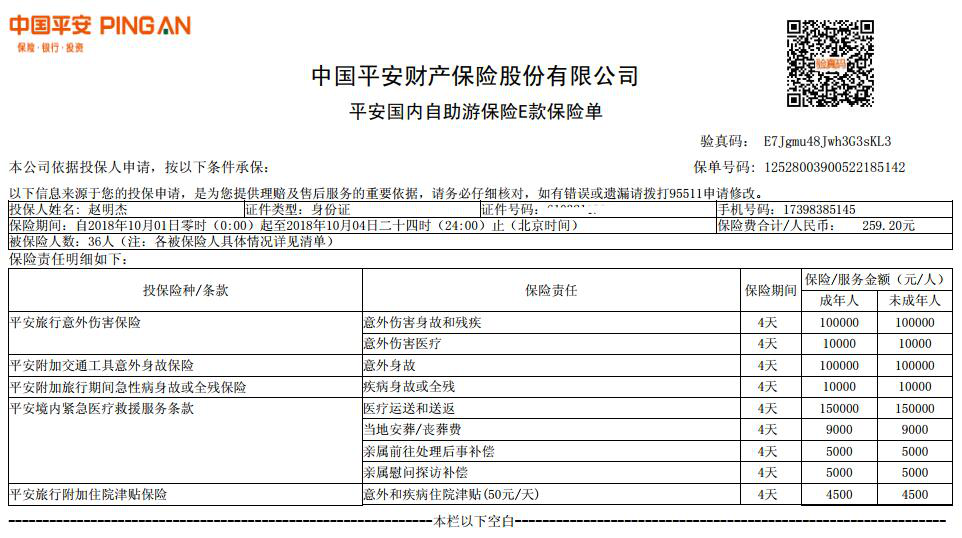 中国平安 PING AN
保险·银行·投资
验真码
中国平安财产保险股份有限公司
平安国内自助游保险E款保险单
验真码： E7Jgmu48Jwh3G3sKL3
本公司依据投保人申请，按以下条件承保： 保单号码：12528003900522185142
以下信息来源于您的投保申请，是为您提供理赔及售后服务的重要依据，请务必仔细核对，如有错误或遗漏请拨打95511申请修改。
投保人姓名：赵明杰 证件类型：身份证 证件号码： 手机号码：17398385145
保险期间：自2018年10月01日零时（0:00）起至2018年10月04日二十四时（24:00）止（北京时间） 保险费合计/人民币： 259.20元
被保险人数：36人（注：各被保险人具体情况详见清单）
保险责任明细如下：
投保险种/条款 保险责任 保险期间 保险/服务金额（元/人）
成年人 未成年人
平安旅行意外伤害保险 意外伤害身故和残疾 4天 100000 100000
意外伤害医疗 4天 10000 10000
平安附加交通工具意外身故保险 意外身故 4天 100000 100000
平安附加旅行期间急性病身故或全残保险 疾病身故或全残 4天 10000 10000
平安境内紧急医疗救援服务条款 医疗运送和送返 4天 150000 150000
当地安葬/丧葬费 4天 9000 9000
亲属前往处理后事补偿 4天 5000 5000
亲属慰问探访补偿 4天 5000 5000
平安旅行附加住院津贴保险 意外和疾病住院津贴(50元/天) 4天 4500 4500
本栏以下空白